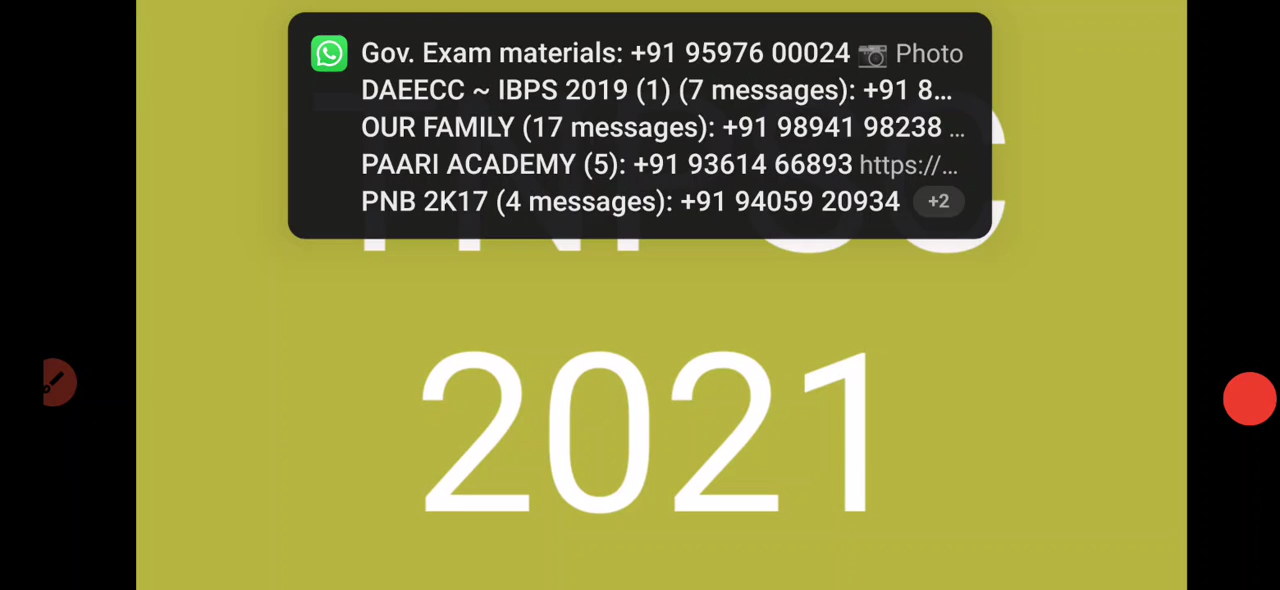 Gov. Exam materials: +91 95976 00024 📷 Photo
DAEECC ~ IBPS 2019 (1) (7 messages): +91 8...
OUR FAMILY (17 messages): +91 98941 98238 ...
PAARI ACADEMY (5): +91 93614 66893 https://...
PNB 2K17 (4 messages): +91 94059 20934 +2
TNPSC
2021